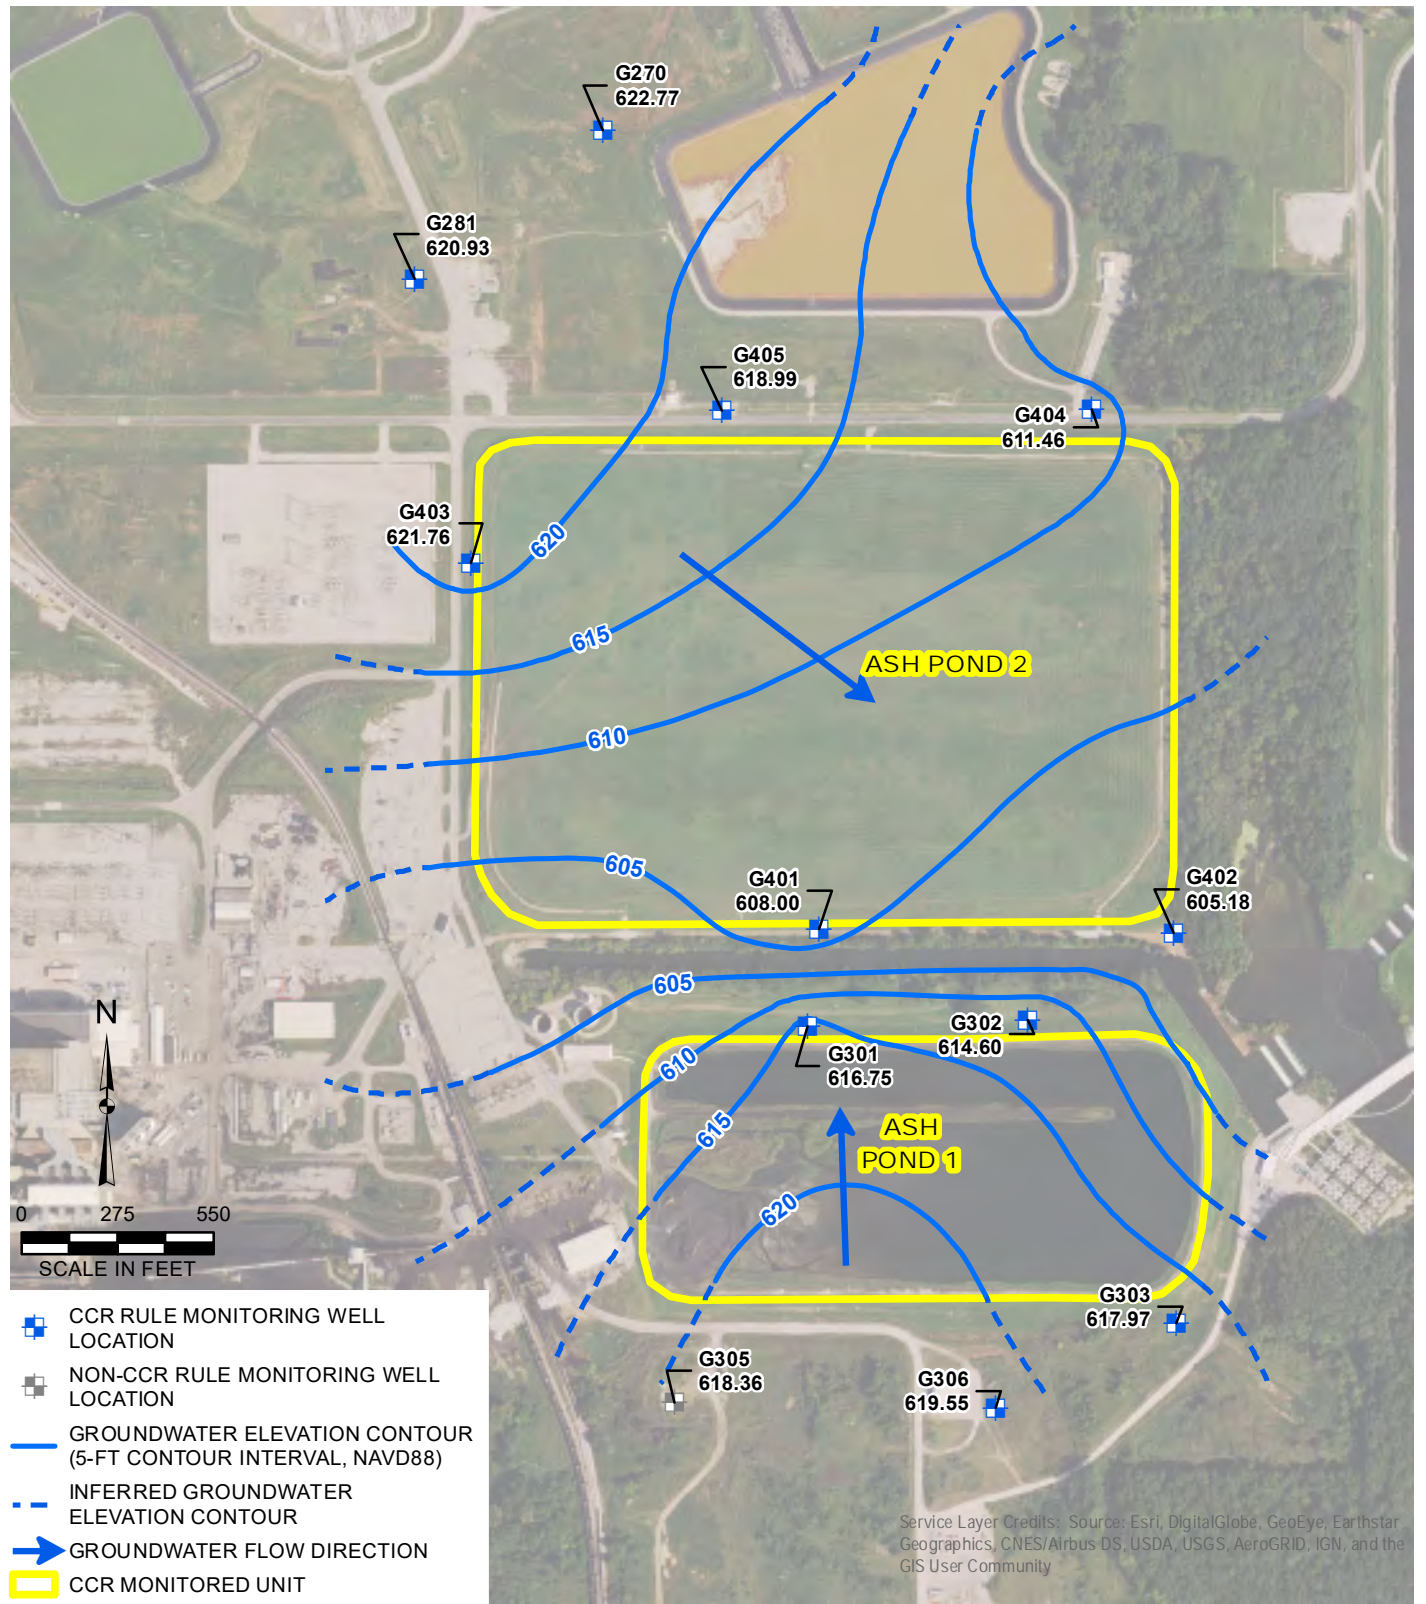 G270
622.77
G281
620.93
G405
618.99
G404
611.46
G403
621.76
620
615
ASH POND 2
610
605
G401
608.00
G402
605.18
605
N
G302
614.60
G301
616.75
610
615
ASH
POND 1
620
0 275 550
SCALE IN FEET
G303
617.97
G305
618.36
G306
619.55
CCR RULE MONITORING WELL
LOCATION
NON-CCR RULE MONITORING WELL
LOCATION
GROUNDWATER ELEVATION CONTOUR
(5-FT CONTOUR INTERVAL, NAVD88)
INFERRED GROUNDWATER
ELEVATION CONTOUR
GROUNDWATER FLOW DIRECTION
CCR MONITORED UNIT
Service Layer Credits: Source: Esri, DigitalGlobe, GeoEye, Earthstar
Geographics, CNES/Airbus DS, USDA, USGS, AeroGRID, IGN, and the
GIS User Community